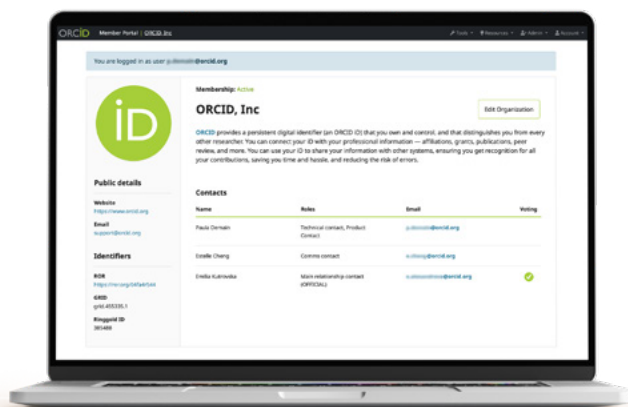 ORCID Member Portal | ORCID, Inc
Tools Resources Admin Account
You are logged in as user @orcid.org
iD
Membership: Active
ORCID, Inc
Edit Organization
ORCID provides a persistent digital identifier (an ORCID iD) that you own and control, and that distinguishes you from every
other researcher. You can connect your iD with your professional information — affiliations, grants, publications, peer
review, and more. You can use your iD to share your information with other systems, ensuring you get recognition for all
your contributions, saving you time and hassle, and reducing the risk of errors.
Public details
Website
https://www.orcid.org
Email
support@orcid.org
Identifiers
ROR
GRID
grid.455335.1
Ringgold ID
385488
Contacts
Name Roles Email Voting
Paula Demain Technical contact, Product
Contact @orcid.org
Estelle Cheng Comms contact @orcid.org
Main relationship contact
(OFFICIAL) @orcid.org